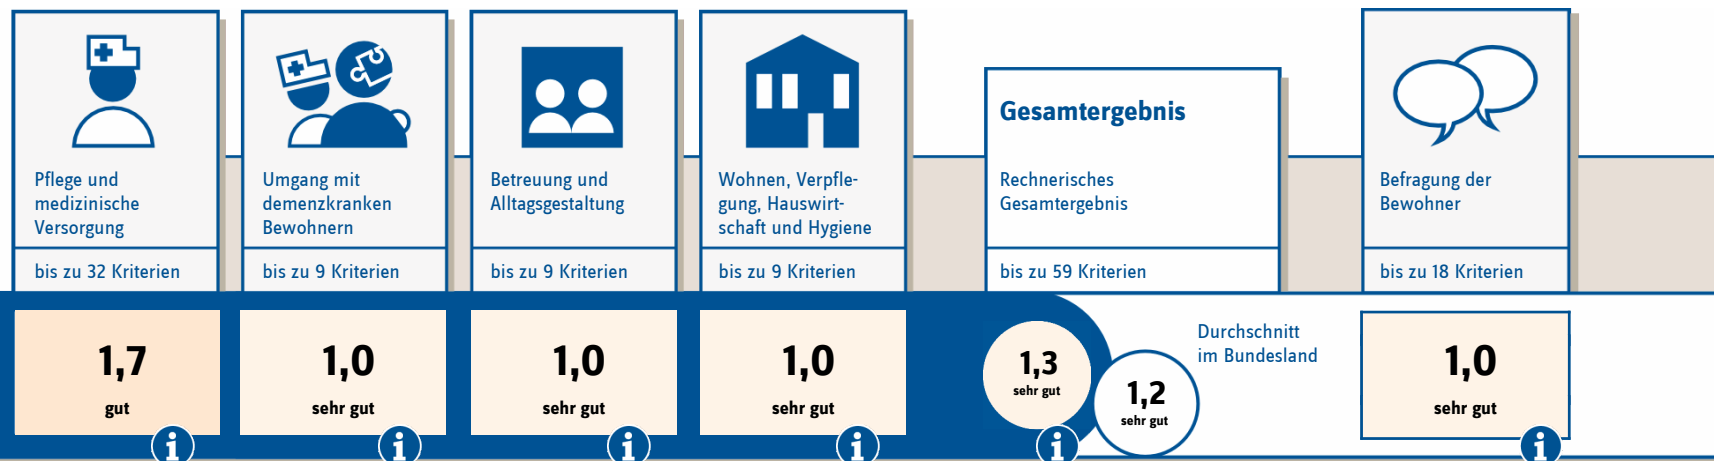 Pflege und
medizinische
Versorgung
bis zu 32 Kriterien
1,7
gut
Umgang mit
demenzkranken
Bewohnern
bis zu 9 Kriterien
1,0
sehr gut
Betreuung und
Alltagsgestaltung
bis zu 9 Kriterien
1,0
sehr gut
Wohnen, Verpfle-
gung, Hauswirt-
schaft und Hygiene
bis zu 9 Kriterien
1,0
sehr gut
Gesamtergebnis
Rechnerisches
Gesamtergebnis
bis zu 59 Kriterien
1,3
sehr gut
Durchschnitt
im Bundesland
1,2
sehr gut
Befragung der
Bewohner
bis zu 18 Kriterien
1,0
sehr gut